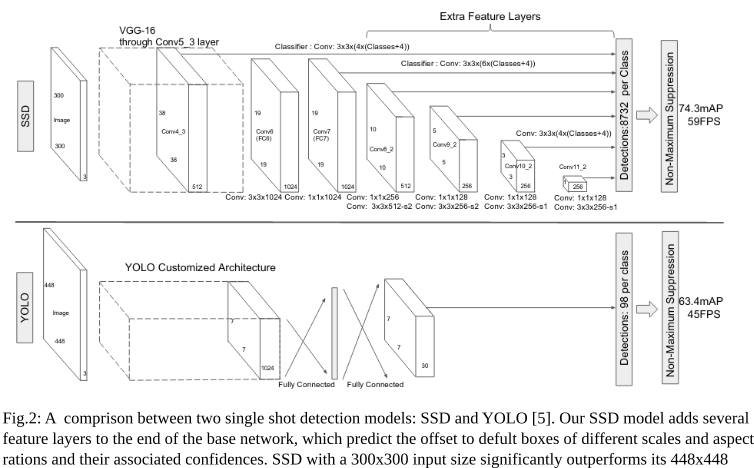 Extra Feature Layers
VGG-16
through Conv5_3 layer
Classifier : Conv: 3x3x(4x(Classes+4))
Classifier : Conv: 3x3x(6x(Classes+4))
SSD
300
Image
300
3
38
Conv4_3
38
512
19
Conv6
(FC6)
19
1024
19
Conv7
(FC7)
19
1024
10
Conv8_2
10
512
5
Conv9_2
5
256
Conv: 3x3x(4x(Classes+4))
3
Conv10_2
3
256
Conv11_2
256
Detections:8732 per Class
Non-Maximum Suppression
74.3mAP
59FPS
Conv: 3x3x1024
Conv: 1x1x1024
Conv: 1x1x256
Conv: 3x3x512-s2
Conv: 1x1x128
Conv: 3x3x256-s2
Conv: 1x1x128
Conv: 3x3x256-s1
Conv: 1x1x128
Conv: 3x3x256-s1
YOLO Customized Architecture
YOLO
448
Image
448
3
7
7
1024
Fully Connected
Fully Connected
7
7
30
Detections: 98 per class
Non-Maximum Suppression
63.4mAP
45FPS
Fig.2: A comprison between two single shot detection models: SSD and YOLO [5]. Our SSD model adds several
feature layers to the end of the base network, which predict the offset to defult boxes of different scales and aspect
rations and their associated confidences. SSD with a 300x300 input size significantly outperforms its 448x448